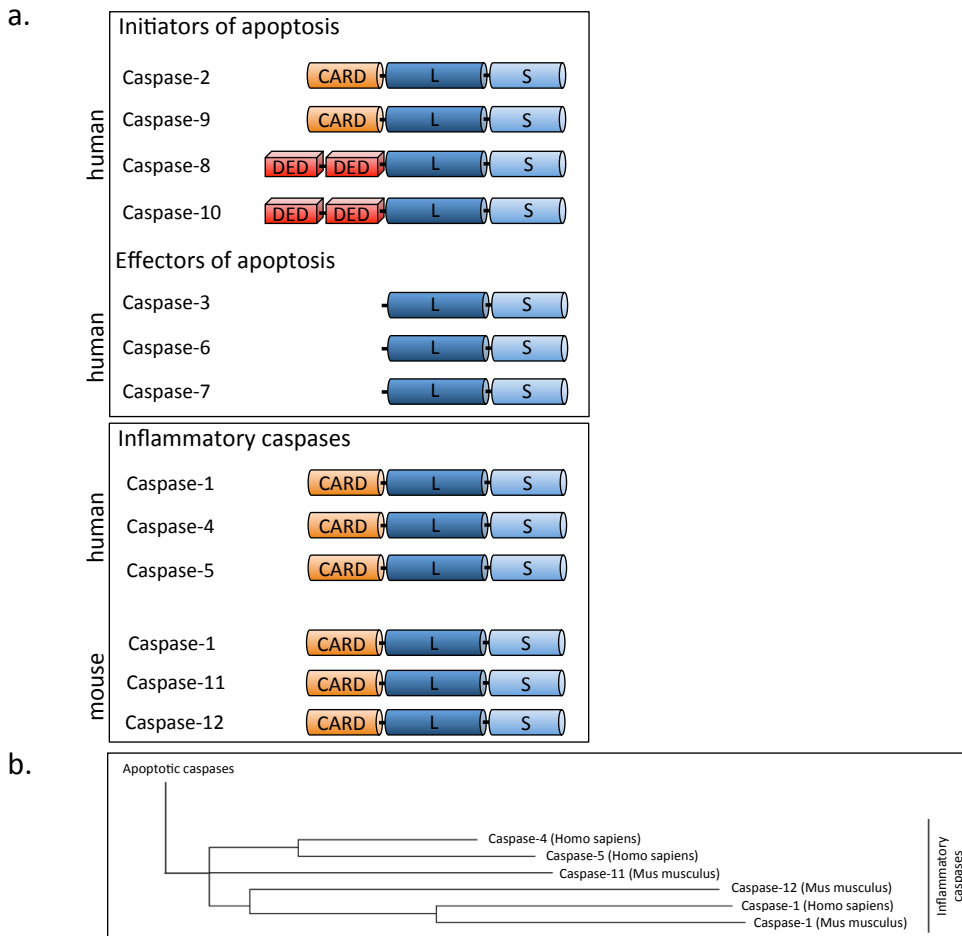 a.
Initiators of apoptosis
human
Caspase-2 CARD L S
Caspase-9 CARD L S
Caspase-8 DED DED L S
Caspase-10 DED DED L S
Effectors of apoptosis
human
Caspase-3 L S
Caspase-6 L S
Caspase-7 L S
Inflammatory caspases
human
Caspase-1 CARD L S
Caspase-4 CARD L S
Caspase-5 CARD L S
mouse
Caspase-1 CARD L S
Caspase-11 CARD L S
Caspase-12 CARD L S
b.
Apoptotic caspases
Caspase-4 (Homo sapiens)
Caspase-5 (Homo sapiens)
Caspase-11 (Mus musculus)
Caspase-12 (Mus musculus)
Caspase-1 (Homo sapiens)
Caspase-1 (Mus musculus)
Inflammatory
caspases